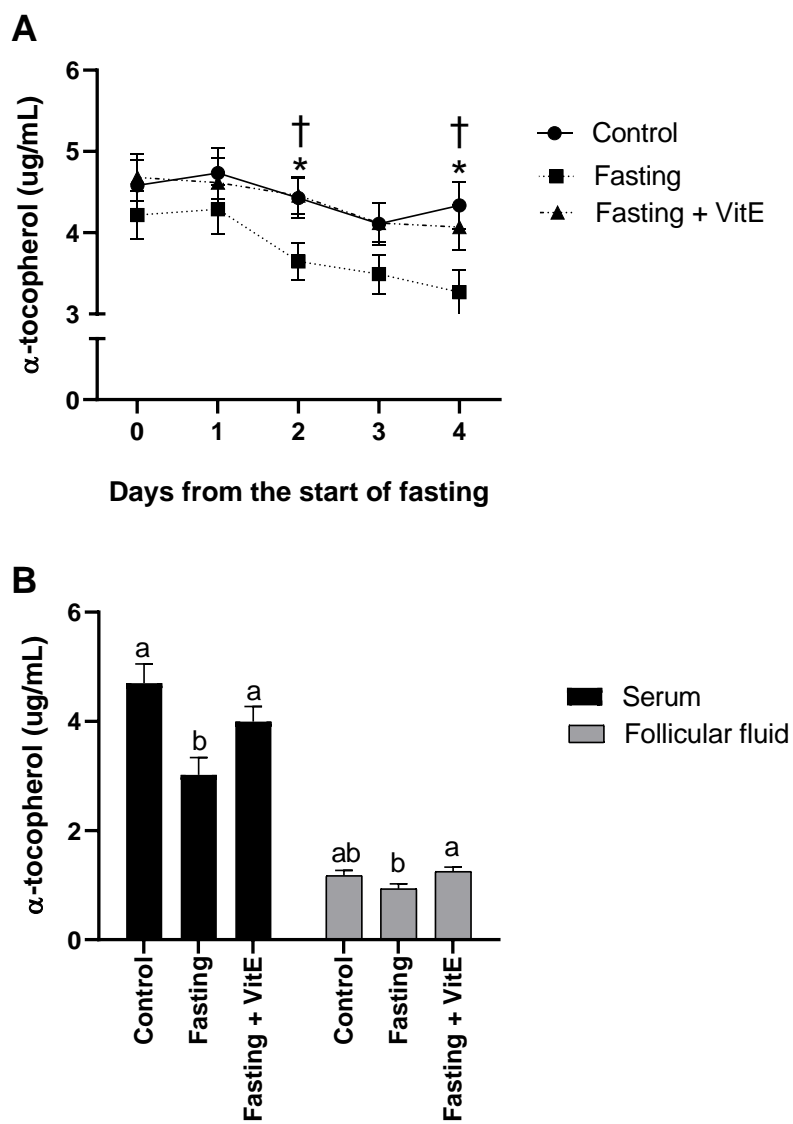 A
α-tocopherol (ug/mL)
6
5
4
3
0
† †
* *
0 1 2 3 4
Days from the start of fasting
Control
Fasting
Fasting + VitE
B
α-tocopherol (ug/mL)
6
4
2
0
a
b
a
ab
b
a
Control
Fasting
Fasting + VitE
Control
Fasting
Fasting + VitE
Serum
Follicular fluid